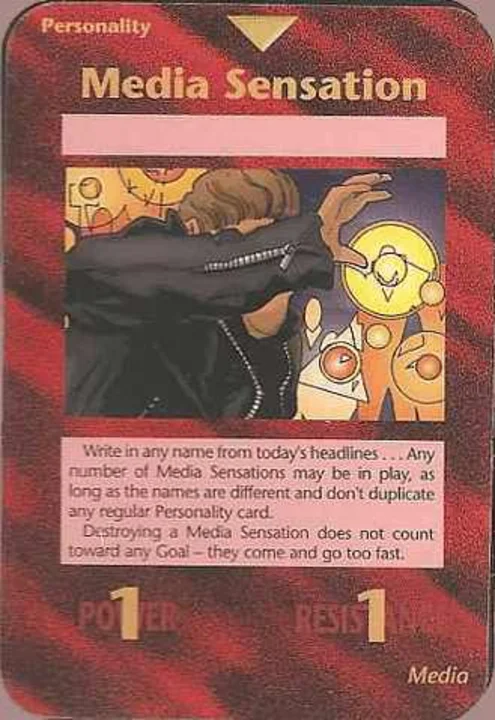 Personality
Media Sensation
Write in any name from today's headlines . . . Any
number of Media Sensations may be in play, as
long as the names are different and don't duplicate
any regular Personality card.
Destroying a Media Sensation does not count
toward any Goal – they come and go too fast.
POWER 1 RESISTANCE 1
Media